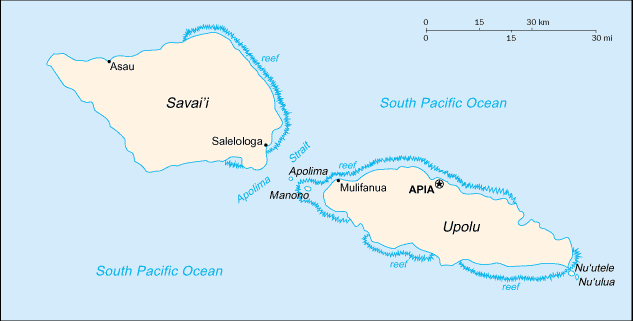 0 15 30 km
0 15 30 mi
reef
Asau
Savai'i
South Pacific Ocean
Salelologa
Strait
Apolima
reef
Apolima
Mulifanua
Manono
APIA
Upolu
reef
South Pacific Ocean
Nu'utele
Nu'ulua
reef